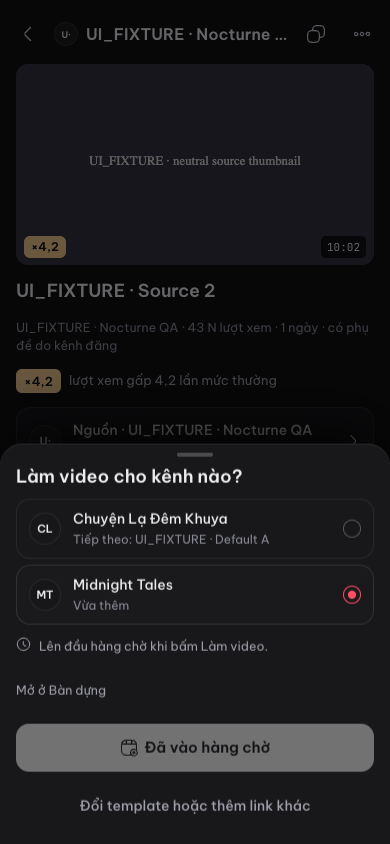 U·
UI_FIXTURE · Nocturne ...
UI_FIXTURE · neutral source thumbnail
×4,2
10:02
UI_FIXTURE · Source 2
UI_FIXTURE · Nocturne QA · 43 N lượt xem · 1 ngày · có phụ
đề do kênh đăng
×4,2
lượt xem gấp 4,2 lần mức thường
U·
Nguồn · UI_FIXTURE · Nocturne QA
Làm video cho kênh nào?
CL
Chuyện Lạ Đêm Khuya
Tiếp theo: UI_FIXTURE · Default A
MT
Midnight Tales
Vừa thêm
Lên đầu hàng chờ khi bấm Làm video.
Mở ở Bàn dựng
Đã vào hàng chờ
Đổi template hoặc thêm link khác